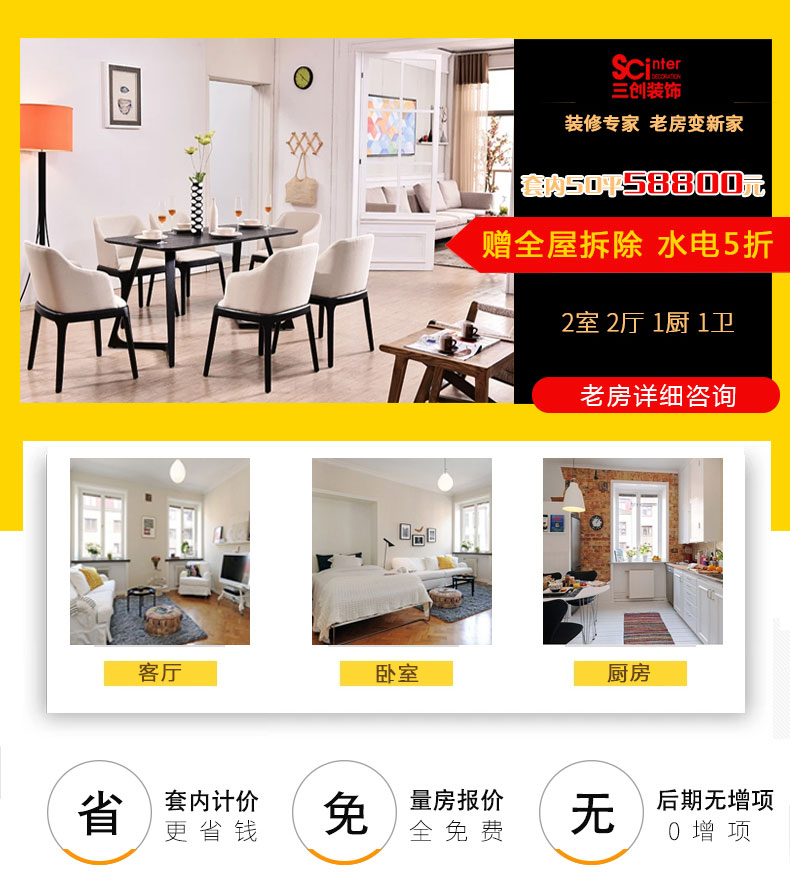 SCinter
DECORATION
三创装饰
装修专家 老房变新家
套内50平58800元
赠全屋拆除 水电5折
2室 2厅 1厨 1卫
老房详细咨询
客厅
卧室
厨房
省
套内计价
更省钱
免
量房报价
全免费
无
后期无增项
0增项